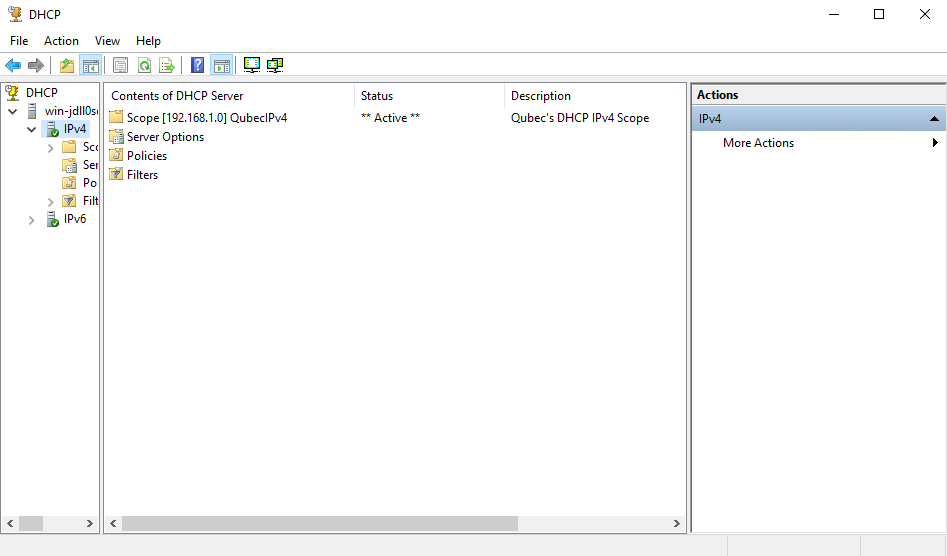 DHCP
File Action View Help
DHCP
win-jdll0s
IPv4
Sco
Ser
Po
Filt
IPv6
Contents of DHCP Server Status Description
Scope [192.168.1.0] QubecIPv4 ** Active ** Qubec's DHCP IPv4 Scope
Server Options
Policies
Filters
Actions
IPv4
More Actions